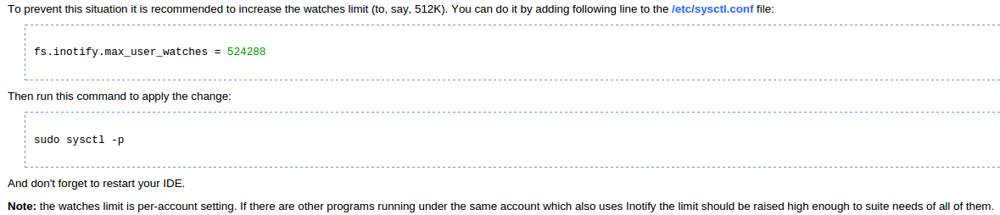 To prevent this situation it is recommended to increase the watches limit (to, say, 512K). You can do it by adding following line to the /etc/sysctl.conf file:
fs.inotify.max_user_watches = 524288
Then run this command to apply the change:
sudo sysctl -p
And don't forget to restart your IDE.
Note: the watches limit is per-account setting. If there are other programs running under the same account which also uses Inotify the limit should be raised high enough to suite needs of all of them.